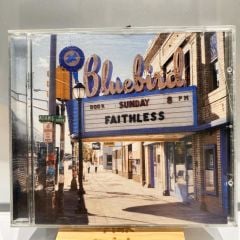 Bluebird
DOORS SUNDAY 8 PM
FAITHLESS